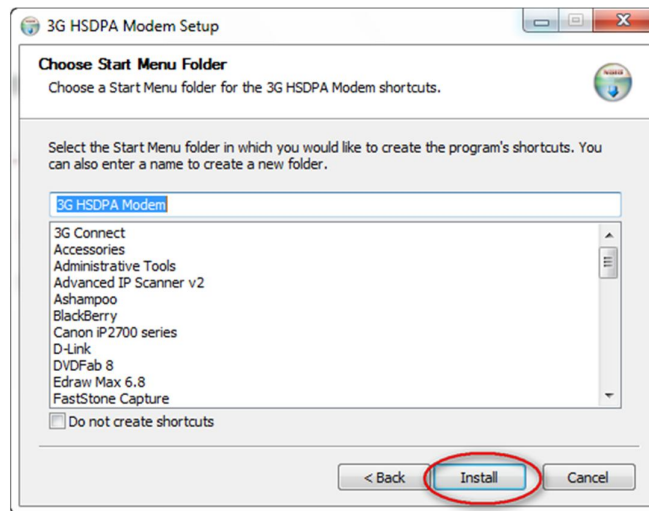 3G HSDPA Modem Setup
Choose Start Menu Folder
Choose a Start Menu folder for the 3G HSDPA Modem shortcuts.
Select the Start Menu folder in which you would like to create the program's shortcuts. You
can also enter a name to create a new folder.
3G HSDPA Modem
3G Connect
Accessories
Administrative Tools
Advanced IP Scanner v2
Ashampoo
BlackBerry
Canon iP2700 series
D-Link
DVDFab 8
Edraw Max 6.8
FastStone Capture
Do not create shortcuts
< Back
Install
Cancel